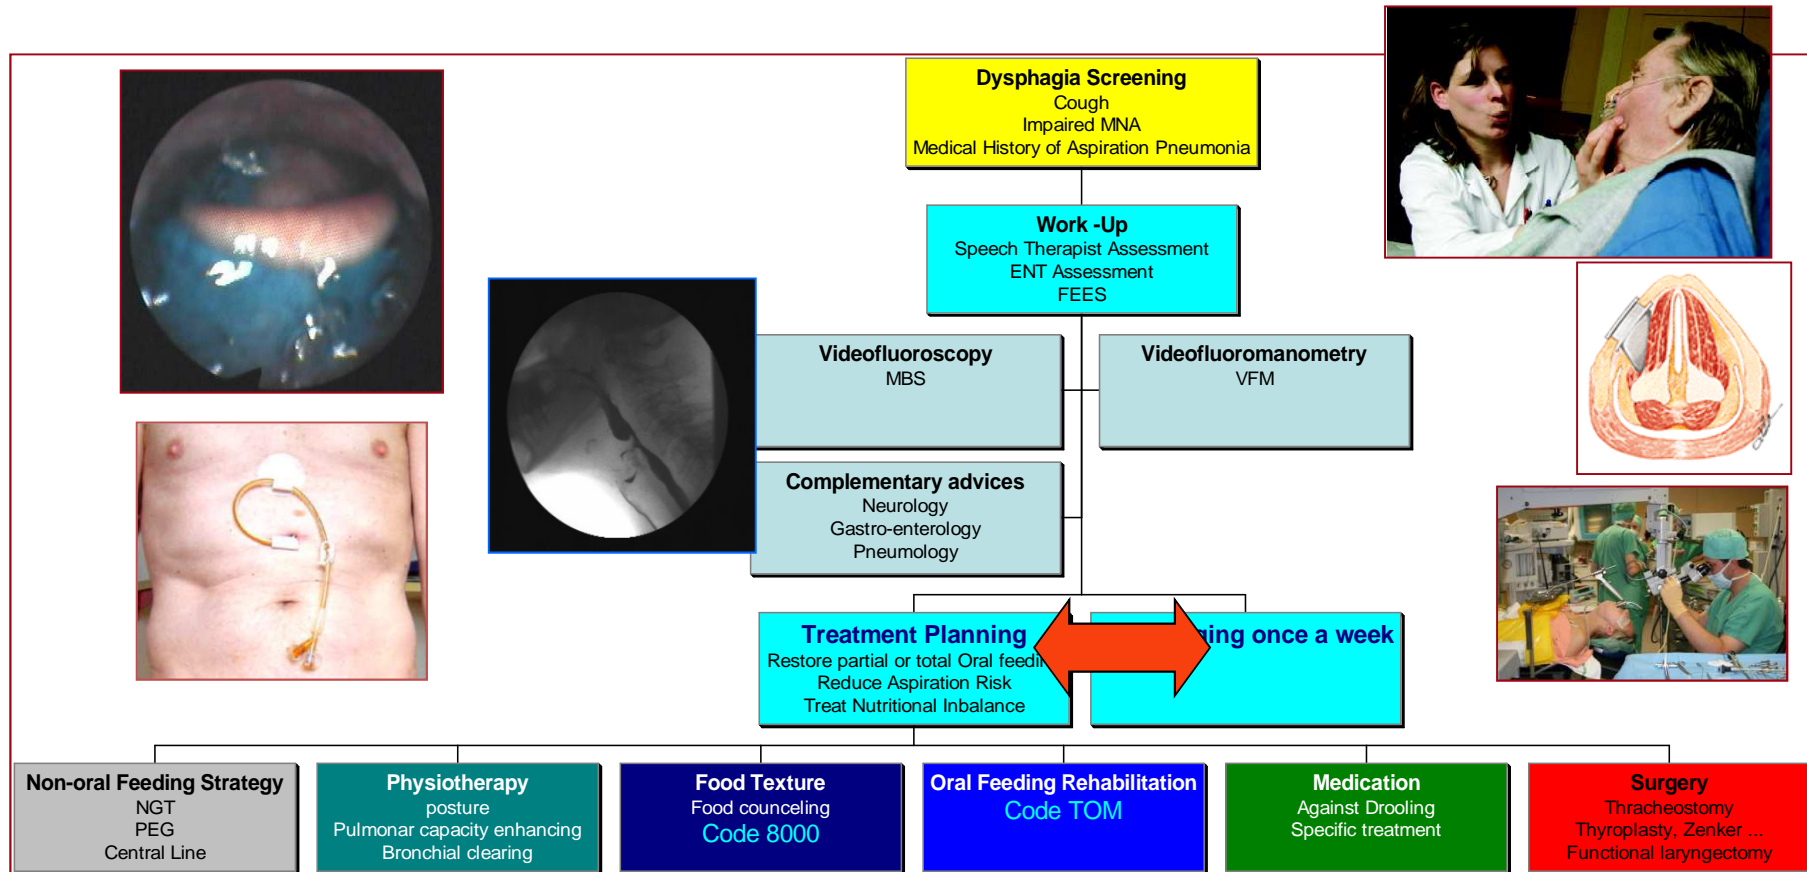 Dysphagia Screening
Cough
Impaired MNA
Medical History of Aspiration Pneumonia
Work -Up
Speech Therapist Assessment
ENT Assessment
FEES
Videofluoroscopy
MBS
Videofluoromanometry
VFM
Complementary advices
Neurology
Gastro-enterology
Pneumology
Treatment Planning
Restore partial or total Oral
Reduce Aspiration Risk
Treat Nutritional Inbalance
once a week
Non-oral Feeding Strategy
NGT
PEG
Central Line
Physiotherapy
posture
Pulmonar capacity enhancing
Bronchial clearing
Food Texture
Food counceling
Code 8000
Oral Feeding Rehabilitation
Code TOM
Medication
Against Drooling
Specific treatment
Surgery
Thracheostomy
Thyroplasty, Zenker ...
Functional laryngectomy